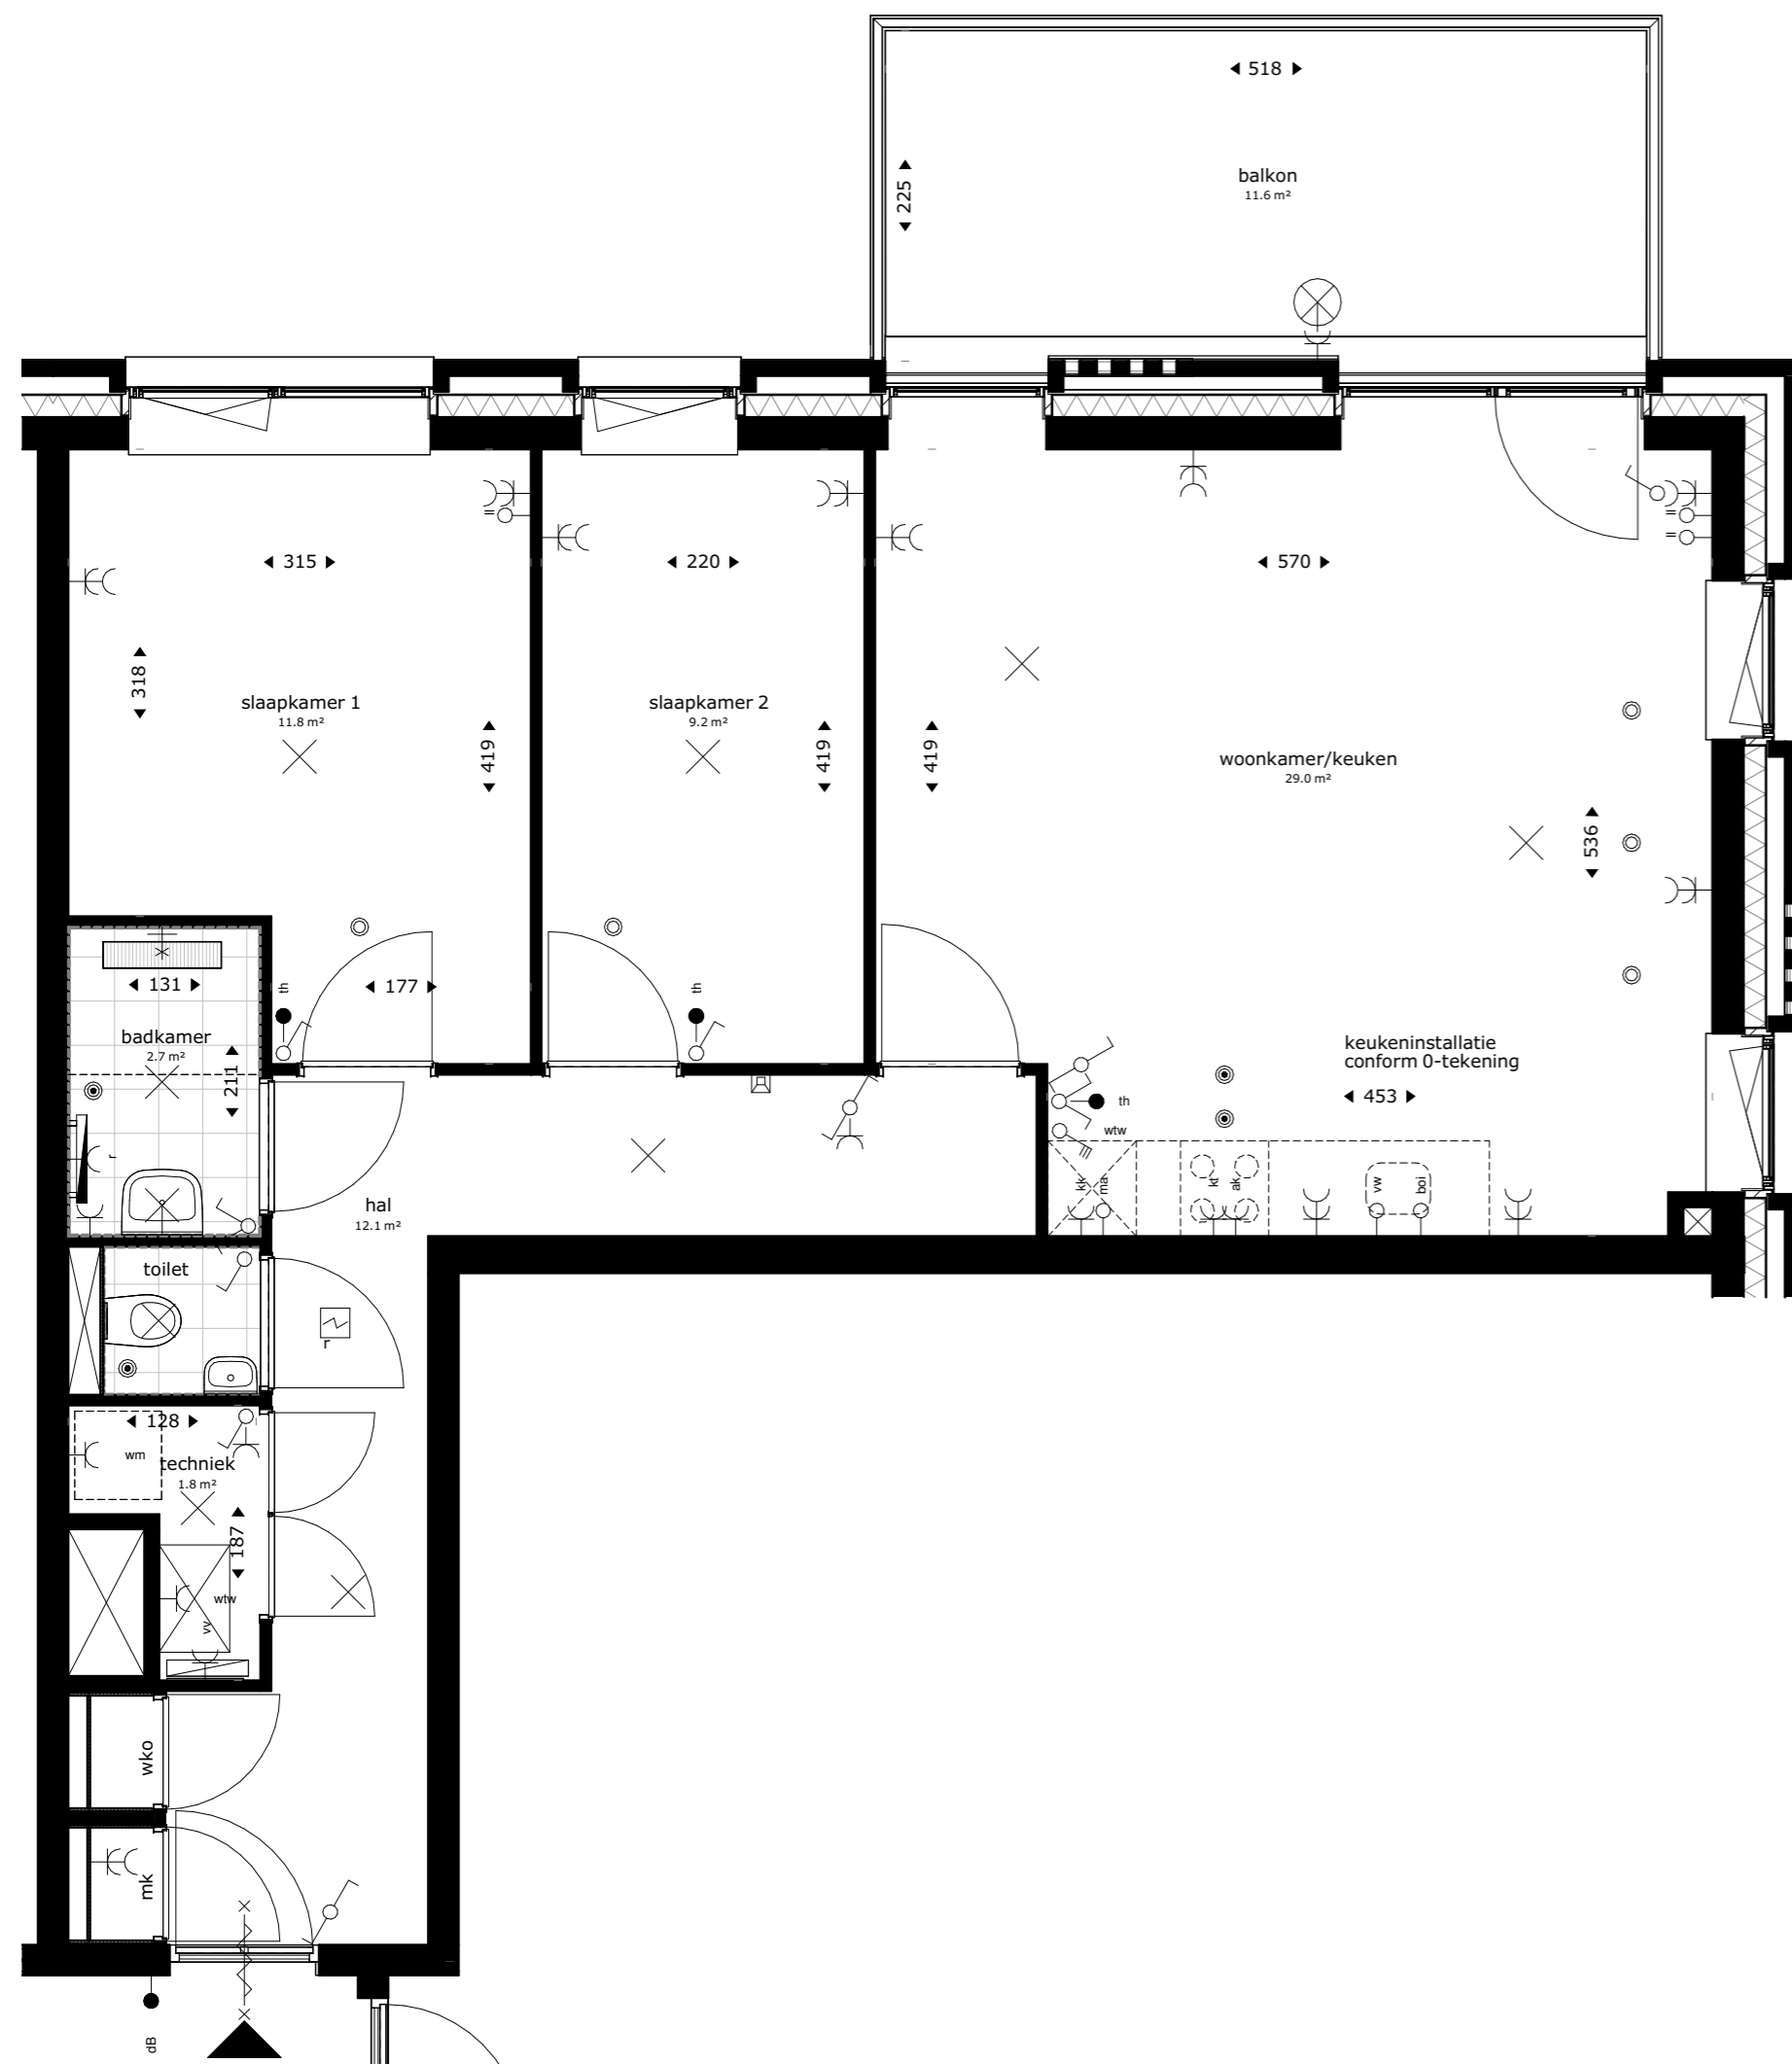 518
225
balkon
11.6 m²
315
220
570
318
slaapkamer 1
11.8 m²
419
slaapkamer 2
9.2 m²
419
419
woonkamer/keuken
29.0 m²
536
131
177
th
th
badkamer
2.7 m²
211
r
keukeninstallatie
conform 0-tekening
453
th
wtw
kk
ma
kt
ak
vw
boi
hal
12.1 m²
toilet
r
128
wm
techniek
1.8 m²
187
wtw
vv
wko
mk
dB